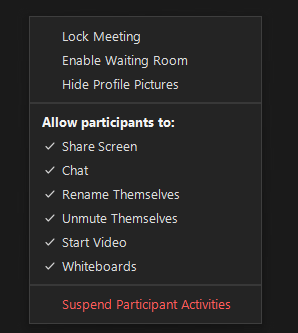 Lock Meeting
Enable Waiting Room
Hide Profile Pictures
Allow participants to:
Share Screen
Chat
Rename Themselves
Unmute Themselves
Start Video
Whiteboards
Suspend Participant Activities